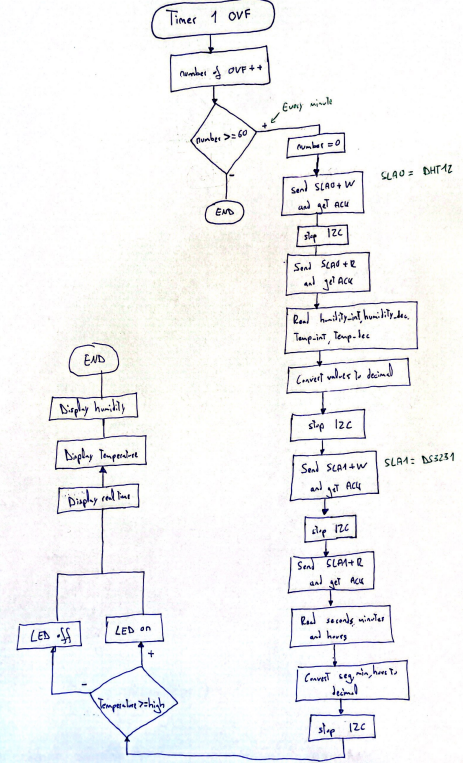 Timer 1 OVF
number of OVF++
number >=60
+
Every minute
-
END
number =0
SLA0 = DHT12
Send SLA0+W
and get ACK
stop I2C
Send SLA0+R
and get ACK
Read humidity_int, humidity_dec,
Temp_int, Temp_dec
Convert values to decimal
stop I2C
Send SLA1+W
and get ACK
SLA1 = DS3231
stop I2C
Send SLA1+R
and get ACK
Read seconds, minutes
and hours
Convert seg, min, hours to
decimal
stop I2C
Temperature >=high
-
+
LED off
LED on
Display real time
Display Temperature
Display humidity
END